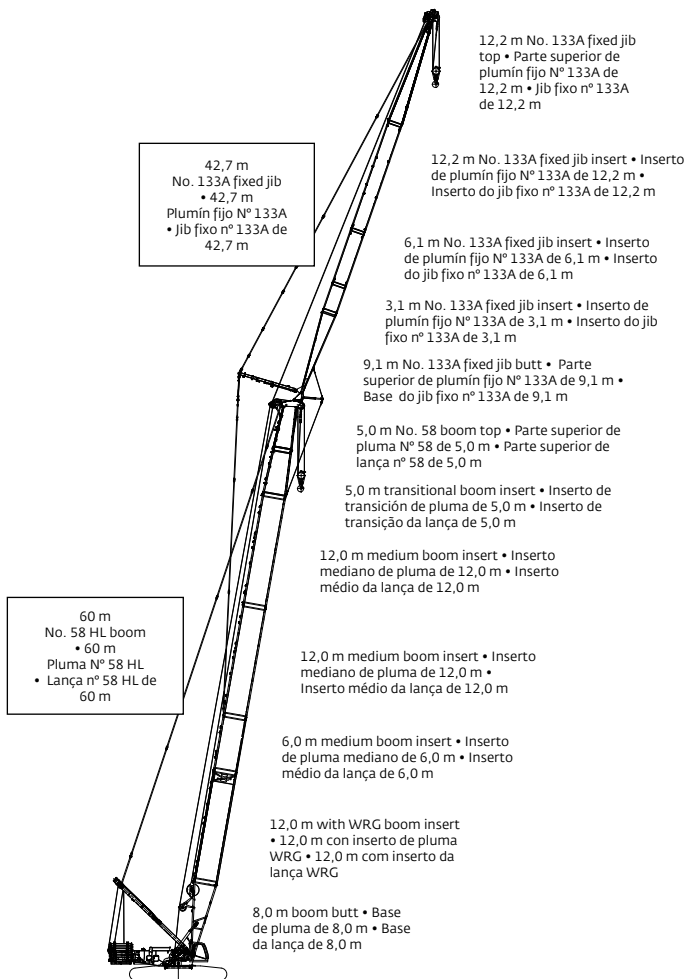 12,2 m No. 133A fixed jib
top • Parte superior de
plumín fijo Nº 133A de
12,2 m • Jib fixo nº 133A
de 12,2 m
42,7 m
No. 133A fixed jib
• 42,7 m
Plumín fijo Nº 133A
• Jib fixo nº 133A de
42,7 m
12,2 m No. 133A fixed jib insert • Inserto
de plumín fijo Nº 133A de 12,2 m •
Inserto do jib fixo nº 133A de 12,2 m
6,1 m No. 133A fixed jib insert • Inserto
de plumín fijo Nº 133A de 6,1 m • Inserto
do jib fixo nº 133A de 6,1 m
3,1 m No. 133A fixed jib insert • Inserto de
plumín fijo Nº 133A de 3,1 m • Inserto do jib
fixo nº 133A de 3,1 m
9,1 m No. 133A fixed jib butt • Parte
superior de plumín fijo Nº 133A de 9,1 m •
Base do jib fixo nº 133A de 9,1 m
5,0 m No. 58 boom top • Parte superior de
pluma Nº 58 de 5,0 m • Parte superior de
lança nº 58 de 5,0 m
5,0 m transitional boom insert • Inserto de
transición de pluma de 5,0 m • Inserto de
transição da lança de 5,0 m
12,0 m medium boom insert • Inserto
mediano de pluma de 12,0 m • Inserto
médio da lança de 12,0 m
60 m
No. 58 HL boom
• 60 m
Pluma Nº 58 HL
• Lança nº 58 HL de
60 m
12,0 m medium boom insert • Inserto
mediano de pluma de 12,0 m •
Inserto médio da lança de 12,0 m
6,0 m medium boom insert • Inserto
de pluma mediano de 6,0 m • Inserto
médio da lança de 6,0 m
12,0 m with WRG boom insert
• 12,0 m con inserto de pluma
WRG • 12,0 m com inserto da
lança WRG
8,0 m boom butt • Base
de pluma de 8,0 m • Base
da lança de 8,0 m